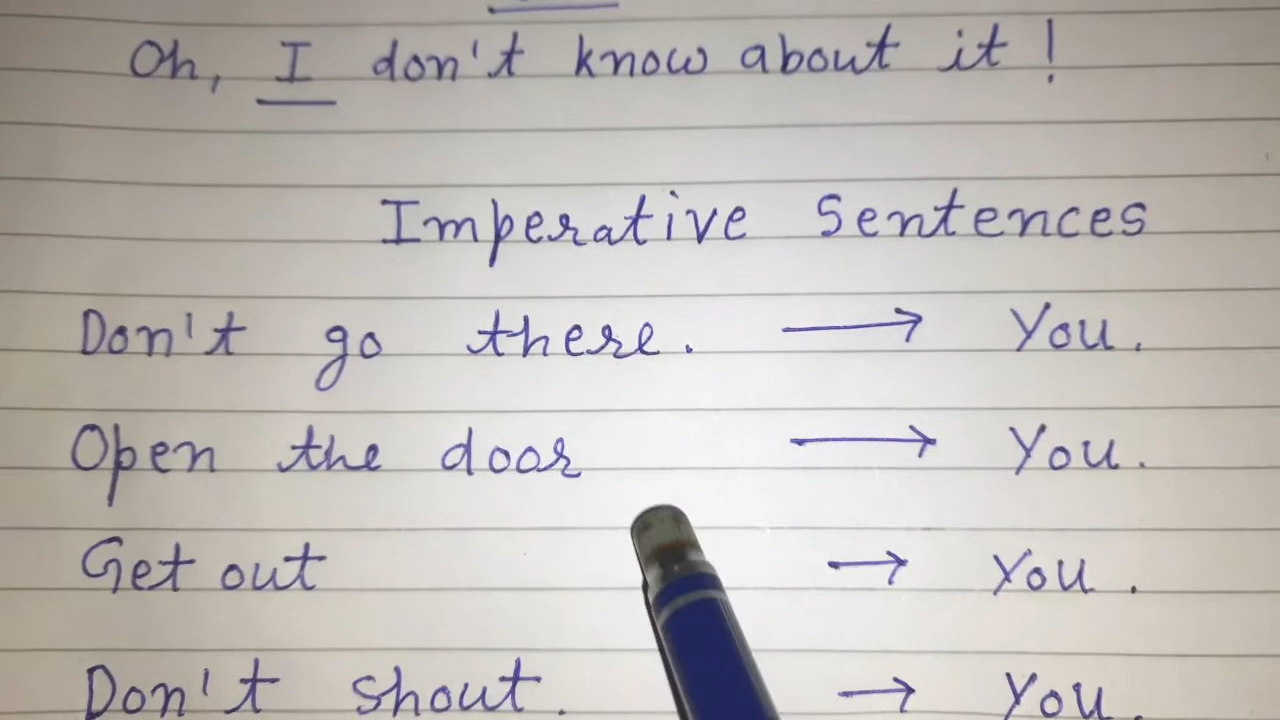 Oh, I don't know about it!
Imperative Sentences
Don't go there. → You.
Open the door → You.
Get out → You.
Don't shout. → You.